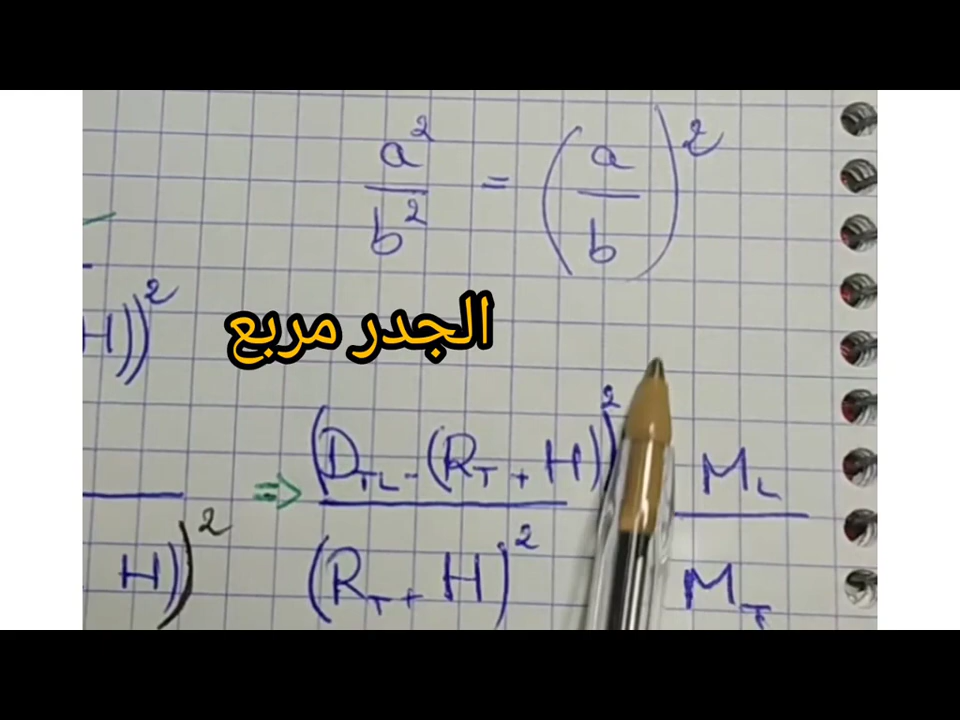 a² / b² = (a / b)²
H))²
الجدر مربع
⇒ (D_TL - (R_T + H))² / (R_T + H)² M_L / M_T
H))²